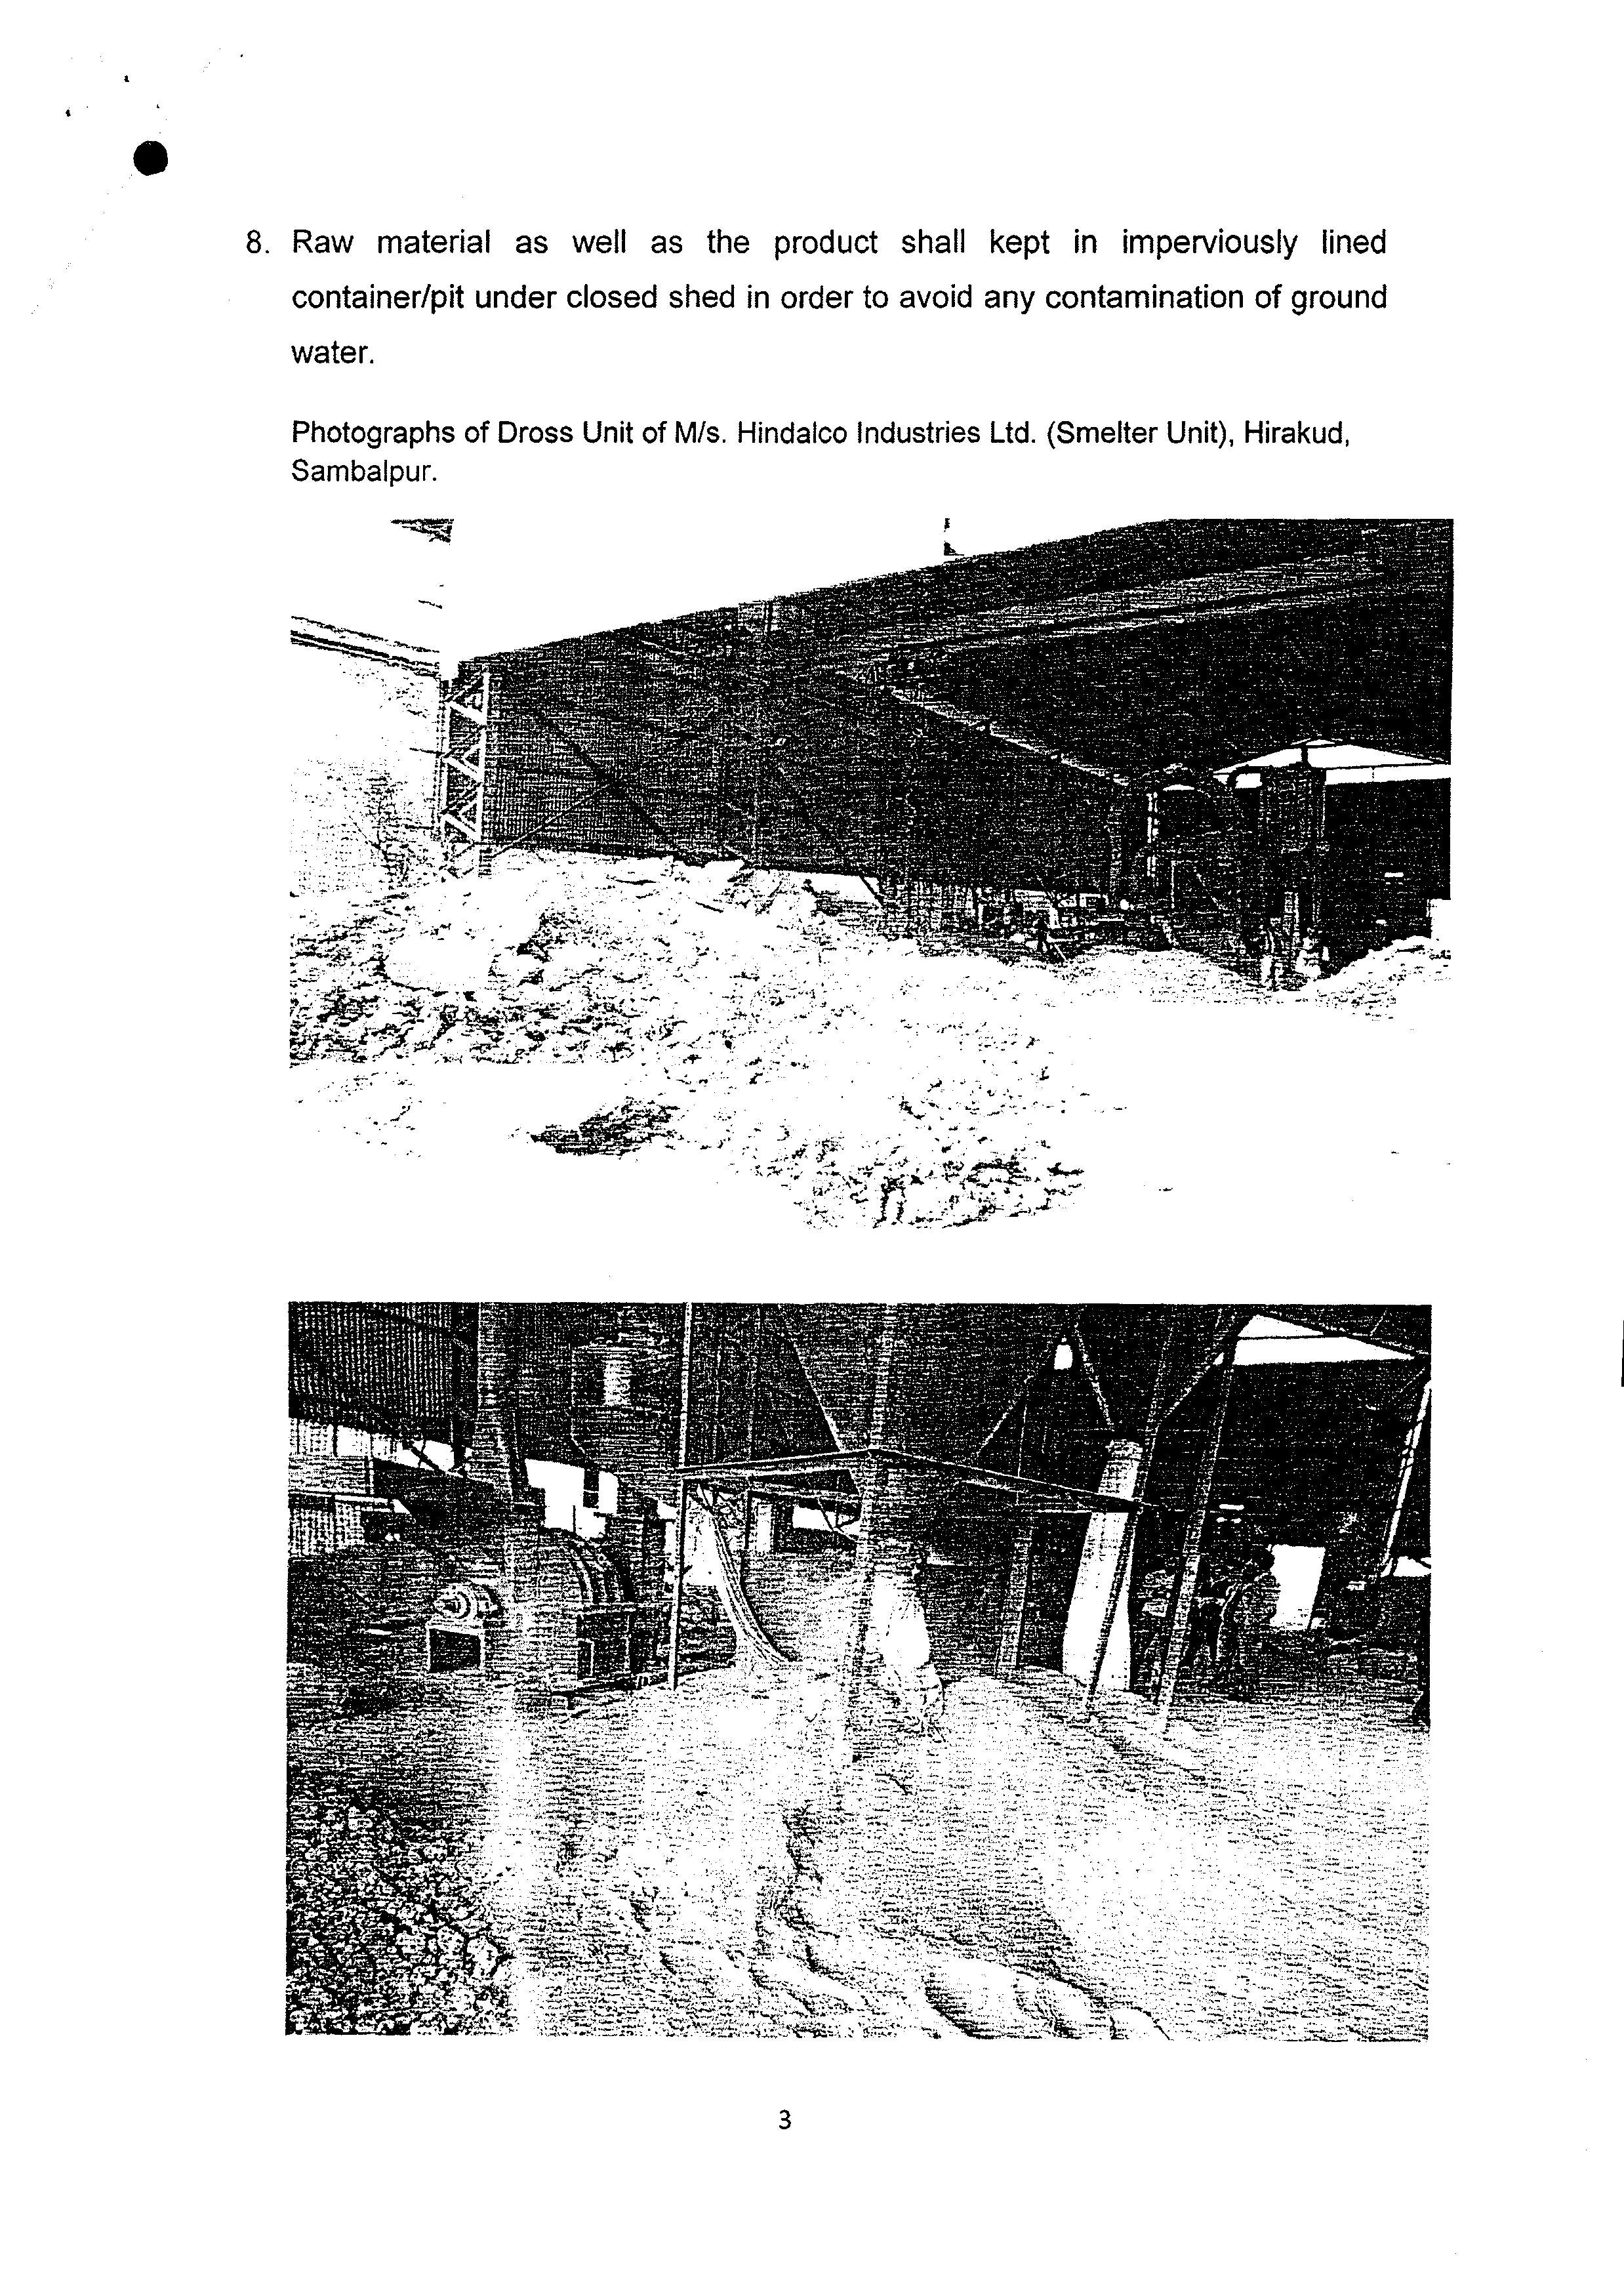 8. Raw material as well as the product shall kept in imperviously lined
container/pit under closed shed in order to avoid any contamination of ground
water.
Photographs of Dross Unit of M/s. Hindalco Industries Ltd. (Smelter Unit), Hirakud,
Sambalpur.
3